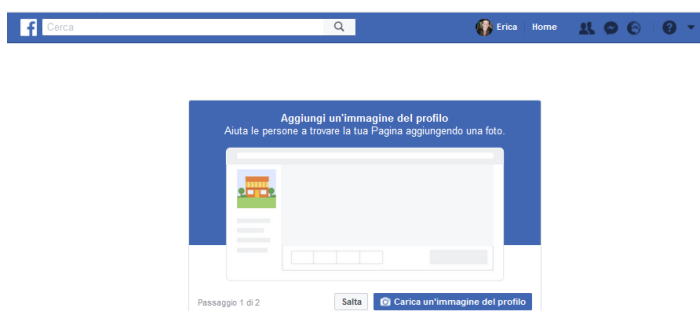 f Cerca Erica Home
Aggiungi un'immagine del profilo
Aiuta le persone a trovare la tua Pagina aggiungendo una foto.
Passaggio 1 di 2 Salta Carica un'immagine del profilo